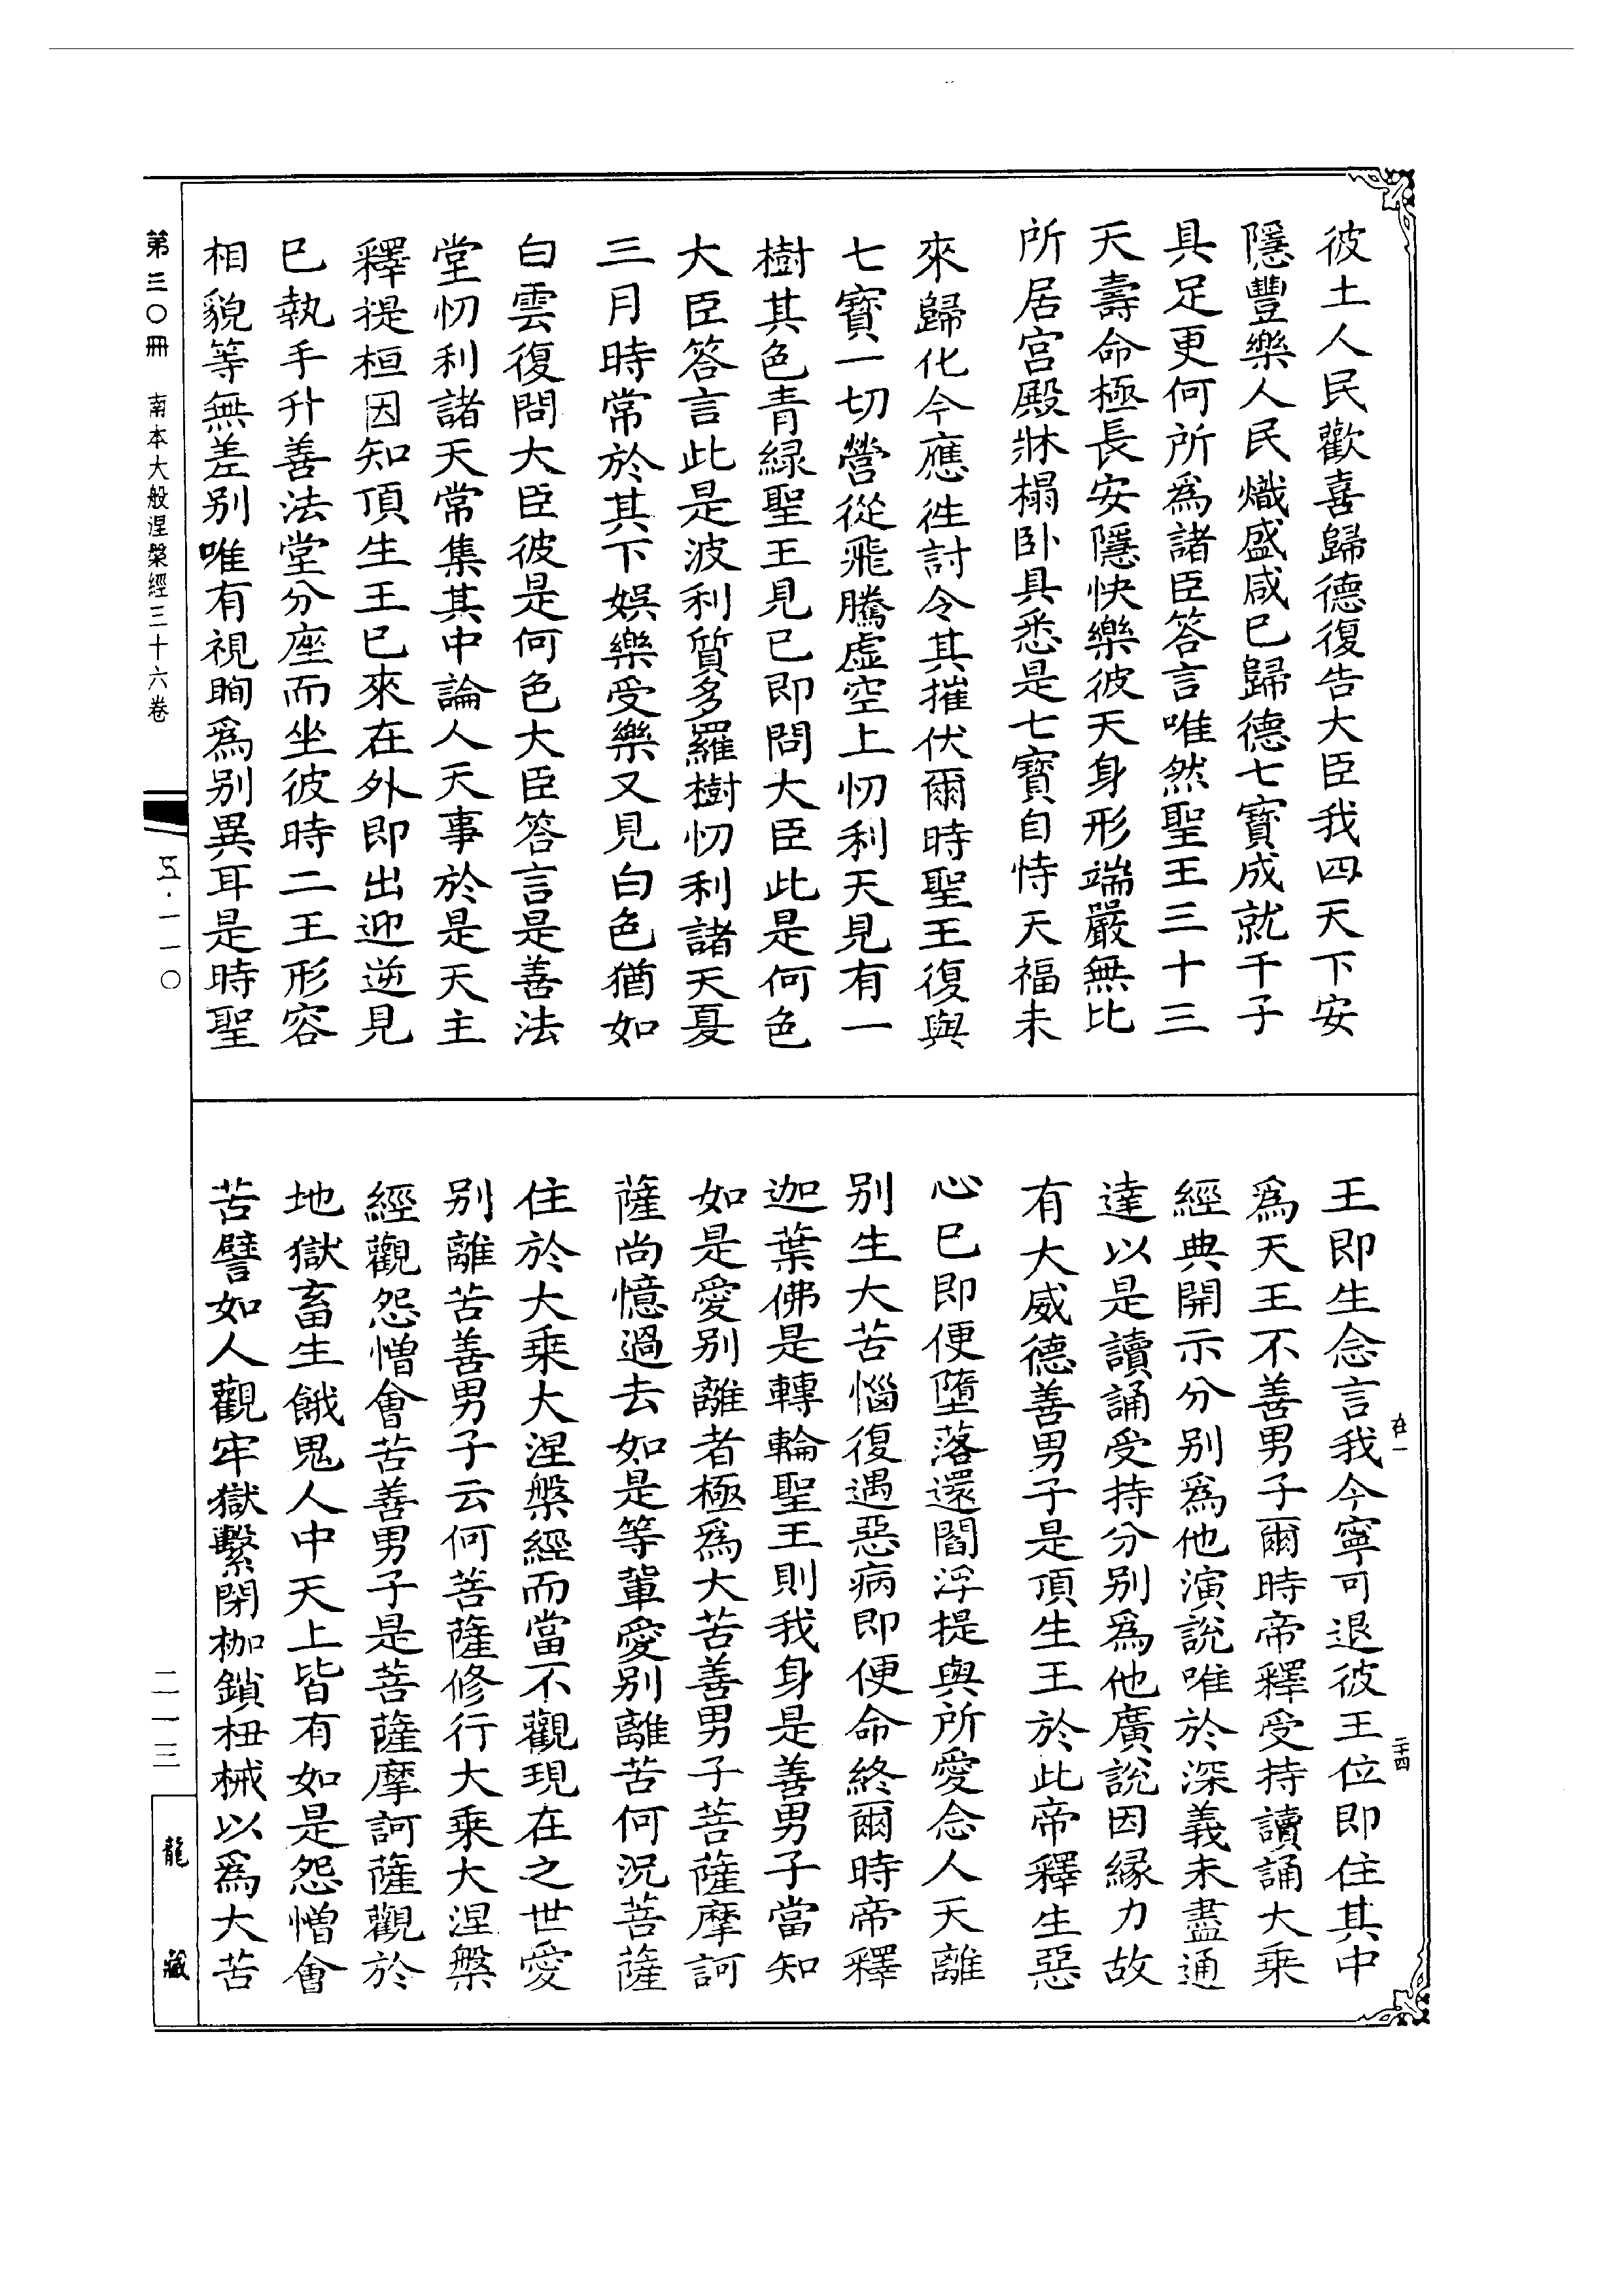 彼土人民歡喜歸德復告大臣我四天下安
隱豐樂人民熾盛咸已歸德七寶成就千子
具足更何所爲諸臣答言唯然聖王三十三
天壽命極長安隱快樂彼天身形端嚴無比
所居宫殿牀榻卧具悉是七寶自恃天福未
來歸化今應徃討令其摧伏爾時聖王復與
七寶一切營從飛騰虛空上忉利天見有一
樹其色青緑聖王見已即問大臣此是何色
大臣答言此是波利質多羅樹忉利諸天夏
三月時常於其下娛樂受樂又見白色猶如
白雲復問大臣彼是何色大臣答言是善法
堂忉利諸天常集其中論人天事於是天主
釋提桓因知頂生王已來在外即出迎逆見
已執手升善法堂分座而坐彼時二王形容
相貌等無差别唯有視眴爲别異耳是時聖
王即生念言我今寧可退彼王位即住其中
爲天王不善男子爾時帝釋受持讀誦大乘
經典開示分别爲他演說唯於深義未盡通
達以是讀誦受持分别爲他廣說因緣力故
有大威德善男子是頂生王於此帝釋生惡
心已即便墮落還閻浮提與所愛念人天離
别生大苦惱復遇惡病即便命終爾時帝釋
迦葉佛是轉輪聖王則我身是善男子當知
如是愛别離者極爲大苦善男子菩薩摩訶
薩尚憶過去如是等輩愛别離苦何況菩薩
住於大乘大涅槃經而當不觀現在之世愛
别離苦善男子云何菩薩修行大乘大涅槃
經觀怨憎會苦善男子是菩薩摩訶薩觀於
地獄畜生餓鬼人中天上皆有如是怨憎會
苦譬如人觀牢獄繫閉枷鎖杻械以爲大苦
在一
二十四
第三〇冊　南本大般涅槃經三十六卷
五·一一〇
二一三
龍藏